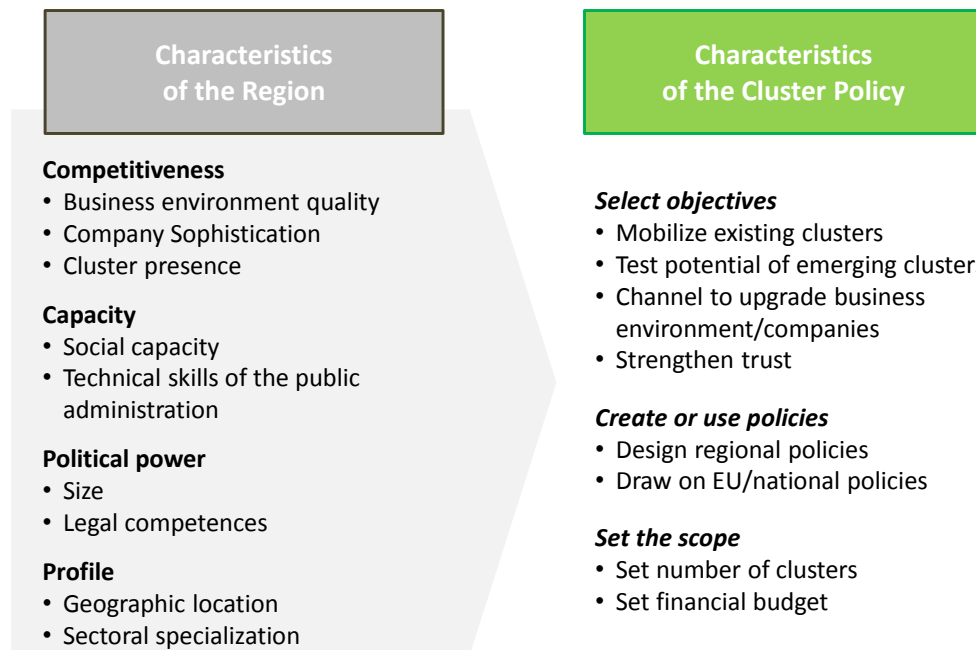 Characteristics
of the Region
Competitiveness
• Business environment quality
• Company Sophistication
• Cluster presence
Capacity
• Social capacity
• Technical skills of the public
administration
Political power
• Size
• Legal competences
Profile
• Geographic location
• Sectoral specialization
Characteristics
of the Cluster Policy
Select objectives
• Mobilize existing clusters
• Test potential of emerging cluster
• Channel to upgrade business
environment/companies
• Strengthen trust
Create or use policies
• Design regional policies
• Draw on EU/national policies
Set the scope
• Set number of clusters
• Set financial budget